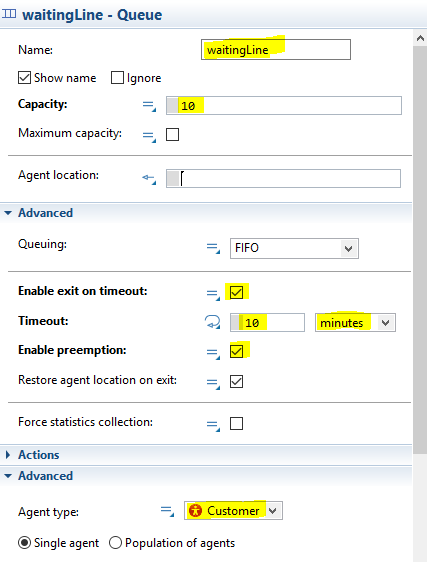 waitingLine - Queue
Name: waitingLine
Show name Ignore
Capacity: 10
Maximum capacity:
Agent location:
Advanced
Queuing: FIFO
Enable exit on timeout:
Timeout: 10 minutes
Enable preemption:
Restore agent location on exit:
Force statistics collection:
Actions
Advanced
Agent type: Customer
Single agent Population of agents